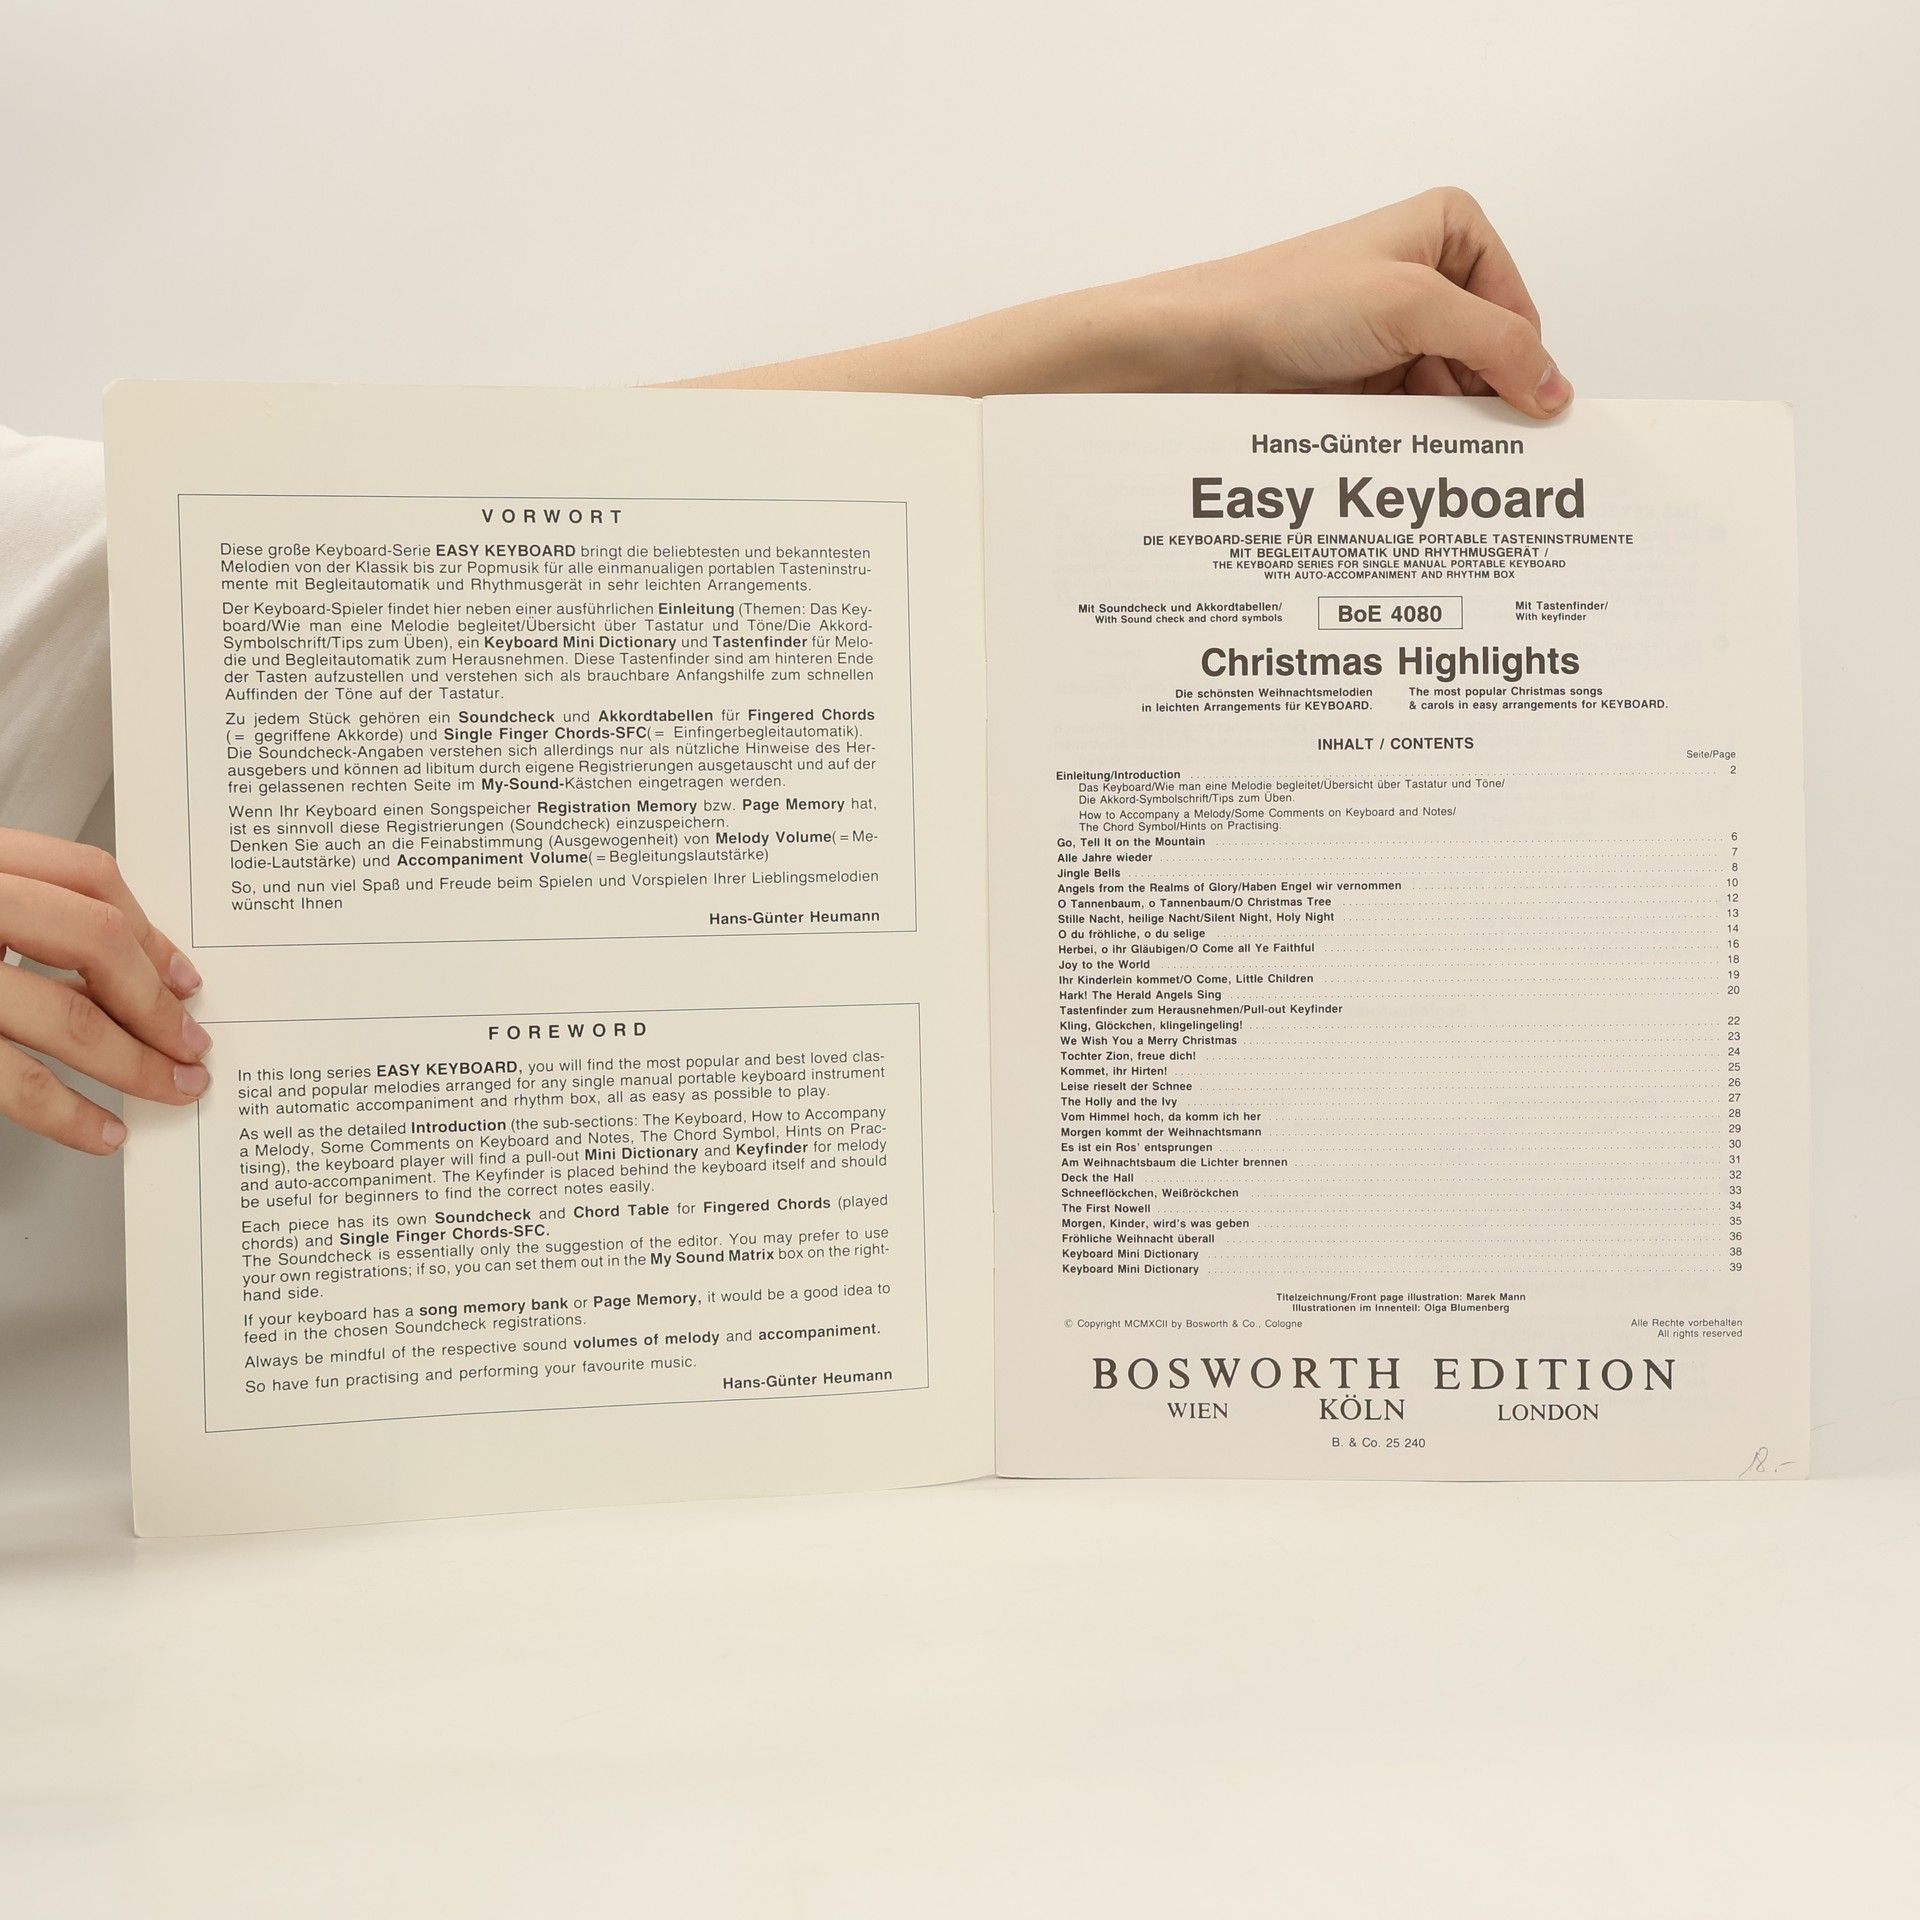 VORWORT
Diese große Keyboard-Serie EASY KEYBOARD bringt die beliebtesten und bekanntesten
Melodien von der Klassik bis zur Popmusik für alle einmanualigen portablen Tasteninstru-
mente mit Begleitautomatik und Rhythmusgerät in sehr leichten Arrangements.
Der Keyboard-Spieler findet hier neben einer ausführlichen Einleitung (Themen: Das Key-
board/Wie man eine Melodie begleitet/Übersicht über Tastatur und Töne/Die Akkord-
Symbolschrift/Tips zum Üben), ein Keyboard Mini Dictionary und Tastenfinder für Melo-
die und Begleitautomatik zum Herausnehmen. Diese Tastenfinder sind am hinteren Ende
der Tasten aufzustellen und verstehen sich als brauchbare Anfangshilfe zum schnellen
Auffinden der Töne auf der Tastatur.
Zu jedem Stück gehören ein Soundcheck und Akkordtabellen für Fingered Chords
(= gegriffene Akkorde) und Single Finger Chords-SFC(= Einfingerbegleitautomatik).
Die Soundcheck-Angaben verstehen sich allerdings nur als nützliche Hinweise des Her-
ausgebers und können ad libitum durch eigene Registrierungen ausgetauscht und auf der
frei gelassenen rechten Seite im My-Sound-Kästchen eingetragen werden.
Wenn Ihr Keyboard einen Songspeicher Registration Memory bzw. Page Memory hat,
ist es sinnvoll diese Registrierungen (Soundcheck) einzuspeichern.
Denken Sie auch an die Feinabstimmung (Ausgewogenheit) von Melody Volume(=Me-
lodie-Lautstärke) und Accompaniment Volume(=Begleitungslautstärke)
So, und nun viel Spaß und Freude beim Spielen und Vorspielen Ihrer Lieblingsmelodien
wünscht Ihnen
Hans-Günter Heumann
FOREWORD
In this long series EASY KEYBOARD, you will find the most popular and best loved clas-
sical and popular melodies arranged for any single manual portable keyboard instrument
with automatic accompaniment and rhythm box, all as easy as possible to play.
As well as the detailed Introduction (the sub-sections: The Keyboard, How to Accompany
a Melody, Some Comments on Keyboard and Notes, The Chord Symbol, Hints on Prac-
tising), the keyboard player will find a pull-out Mini Dictionary and Keyfinder for melody
and auto-accompaniment. The Keyfinder is placed behind the keyboard itself and should
be useful for beginners to find the correct notes easily.
Each piece has its own Soundcheck and Chord Table for Fingered Chords (played
chords) and Single Finger Chords-SFC.
The Soundcheck is essentially only the suggestion of the editor. You may prefer to use
your own registrations; if so, you can set them out in the My Sound Matrix box on the right-
hand side.
If your keyboard has a song memory bank or Page Memory, it would be a good idea to
feed in the chosen Soundcheck registrations.
Always be mindful of the respective sound volumes of melody and accompaniment.
So have fun practising and performing your favourite music.
Hans-Günter Heumann
Hans-Günter Heumann
Easy Keyboard
DIE KEYBOARD-SERIE FÜR EINMANUALIGE PORTABLE TASTENINSTRUMENTE
MIT BEGLEITAUTOMATIK UND RHYTHMUSGERÄT /
THE KEYBOARD SERIES FOR SINGLE MANUAL PORTABLE KEYBOARD
WITH AUTO-ACCOMPANIMENT AND RHYTHM BOX
Mit Soundcheck und Akkordtabellen/
With Sound check and chord symbols
BoE 4080
Mit Tastenfinder/
With keyfinder
Christmas Highlights
Die schönsten Weihnachtsmelodien
in leichten Arrangements für KEYBOARD.
The most popular Christmas songs
& carols in easy arrangements for KEYBOARD.
INHALT / CONTENTS
Seite/Page
Einleitung/Introduction 2
Das Keyboard/Wie man eine Melodie begleitet/Übersicht über Tastatur und Töne/
Die Akkord-Symbolschrift/Tips zum Üben.
How to Accompany a Melody/Some Comments on Keyboard and Notes/
The Chord Symbol/Hints on Practising.
Go, Tell It on the Mountain 6
Alle Jahre wieder 7
Jingle Bells 8
Angels from the Realms of Glory/Haben Engel wir vernommen 10
O Tannenbaum, o Tannenbaum/O Christmas Tree 12
Stille Nacht, heilige Nacht/Silent Night, Holy Night 13
O du fröhliche, o du selige 14
Herbei, o ihr Gläubigen/O Come all Ye Faithful 16
Joy to the World 18
Ihr Kinderlein kommet/O Come, Little Children 19
Hark! The Herald Angels Sing 20
Tastenfinder zum Herausnehmen/Pull-out Keyfinder
Kling, Glöckchen, klingelingeling! 22
We Wish You a Merry Christmas 23
Tochter Zion, freue dich! 24
Kommet, ihr Hirten! 25
Leise rieselt der Schnee 26
The Holly and the Ivy 27
Vom Himmel hoch, da komm ich her 28
Morgen kommt der Weihnachtsmann 29
Es ist ein Ros' entsprungen 30
Am Weihnachtsbaum die Lichter brennen 31
Deck the Hall 32
Schneeflöckchen, Weißröckchen 33
The First Nowell 34
Morgen, Kinder, wird's was geben 35
Fröhliche Weihnacht überall 36
Keyboard Mini Dictionary 38
Keyboard Mini Dictionary 39
Titelzeichnung/Front page illustration: Marek Mann
Illustrationen im Innenteil: Olga Blumenberg
© Copyright MCMXCII by Bosworth & Co., Cologne
Alle Rechte vorbehalten
All rights reserved
BOSWORTH EDITION
WIEN KÖLN LONDON
B. & Co. 25 240
18.-